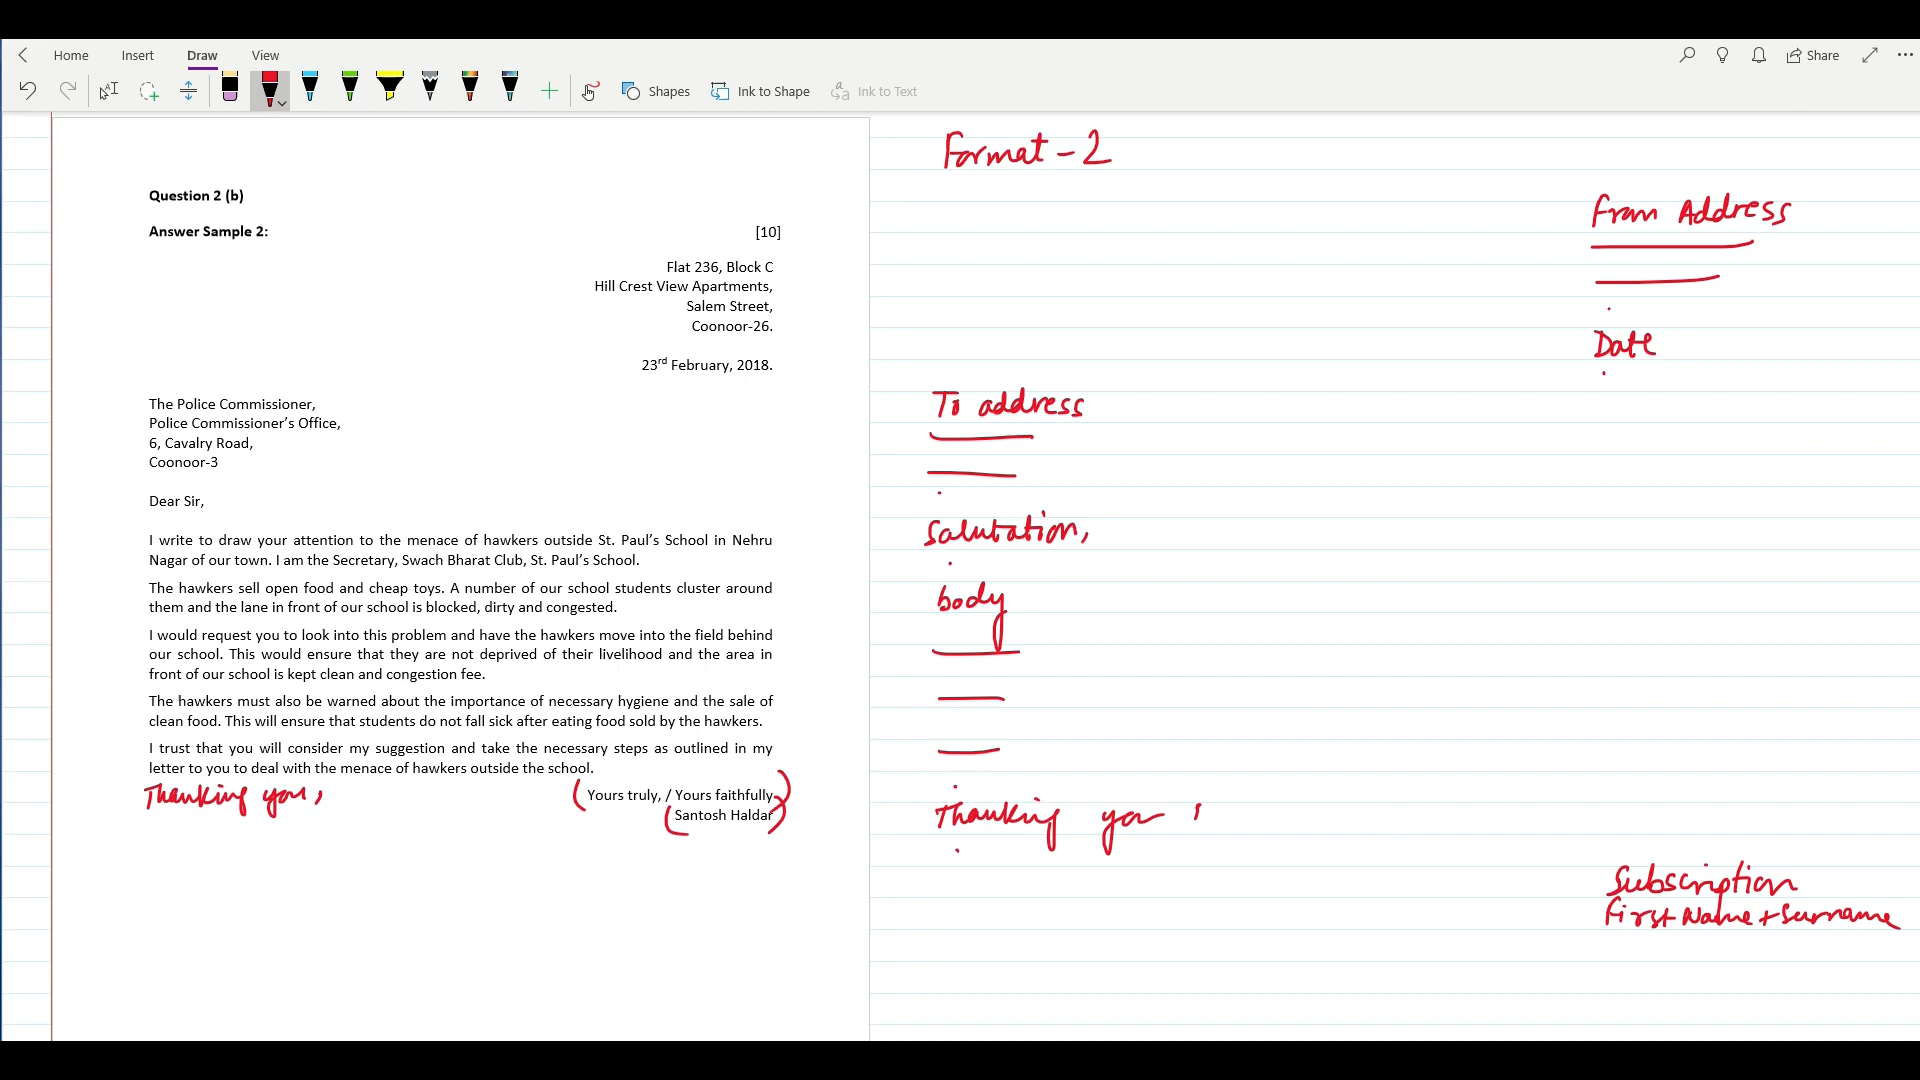 Home Insert Draw View Share
Shapes Ink to Shape Ink to Text
Question 2 (b)
Answer Sample 2: [10]
Flat 236, Block C
Hill Crest View Apartments,
Salem Street,
Coonoor-26.
23rd February, 2018.
The Police Commissioner,
Police Commissioner's Office,
6, Cavalry Road,
Coonoor-3
Dear Sir,
I write to draw your attention to the menace of hawkers outside St. Paul's School in Nehru
Nagar of our town. I am the Secretary, Swach Bharat Club, St. Paul's School.
The hawkers sell open food and cheap toys. A number of our school students cluster around
them and the lane in front of our school is blocked, dirty and congested.
I would request you to look into this problem and have the hawkers move into the field behind
our school. This would ensure that they are not deprived of their livelihood and the area in
front of our school is kept clean and congestion fee.
The hawkers must also be warned about the importance of necessary hygiene and the sale of
clean food. This will ensure that students do not fall sick after eating food sold by the hawkers.
I trust that you will consider my suggestion and take the necessary steps as outlined in my
letter to you to deal with the menace of hawkers outside the school.
Thanking you, (Yours truly, / Yours faithfully)
(Santosh Haldar)
Format - 2
From Address
Date
To address
Salutation,
body
Thanking you,
Subscription
First Name + Surname